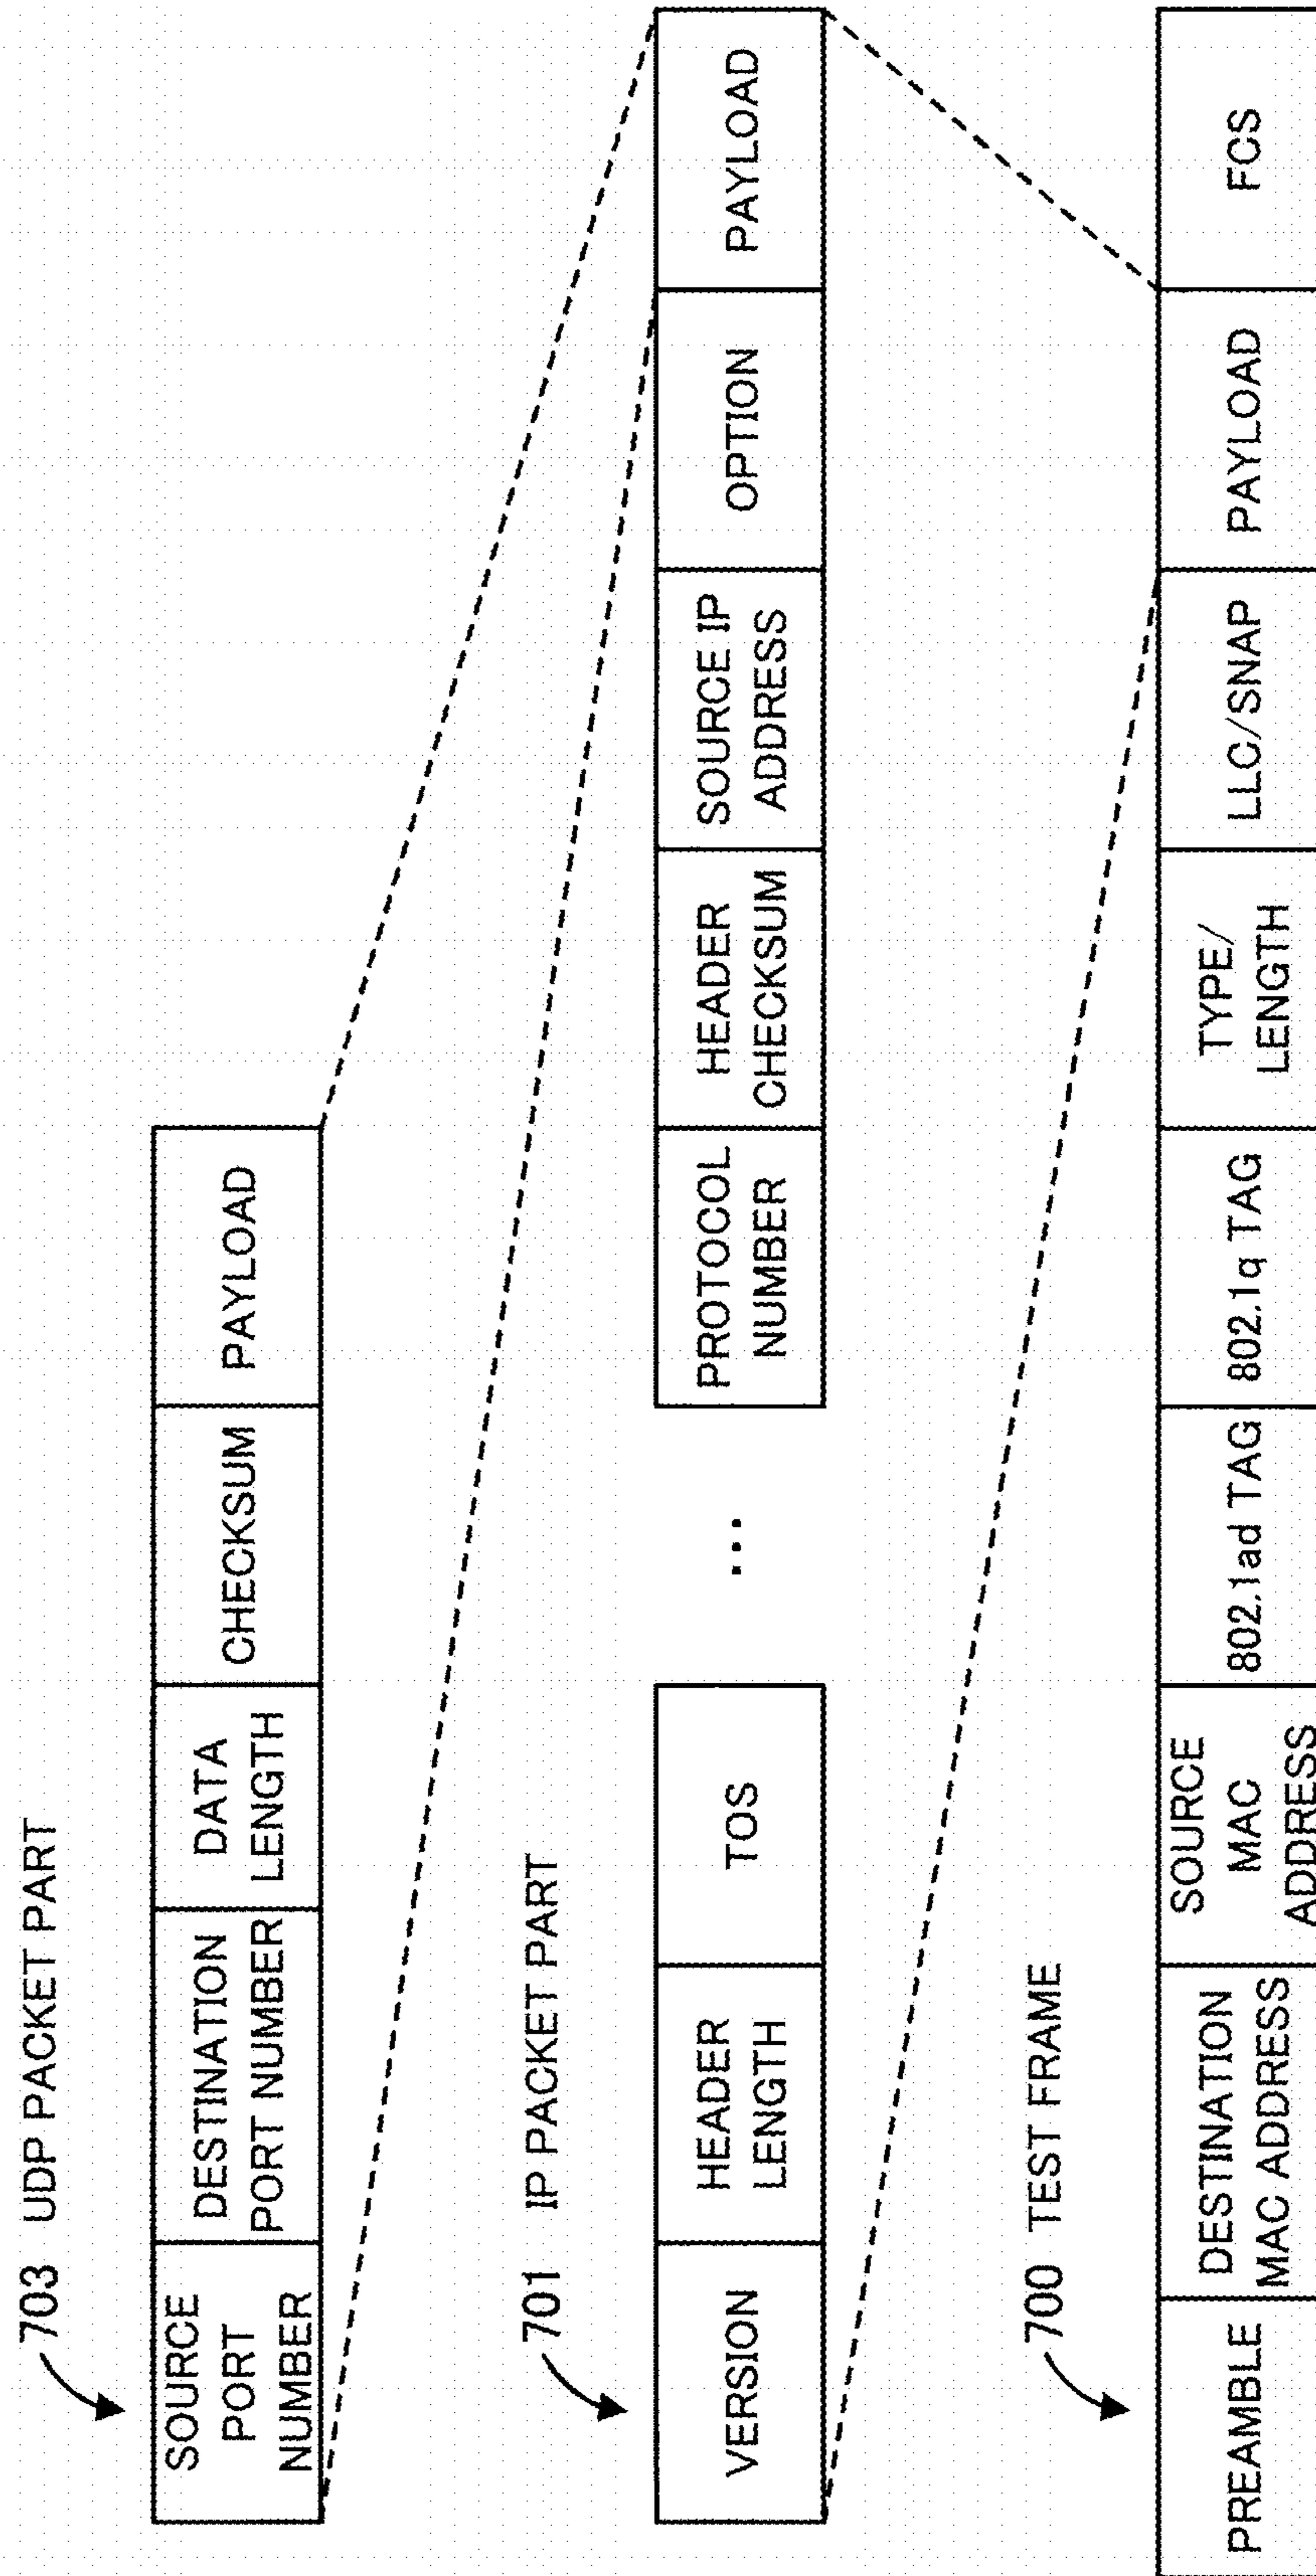 703 UDP PACKET PART
SOURCE
PORT
NUMBER
DESTINATION
PORT NUMBER
DATA
LENGTH
CHECKSUM
PAYLOAD
701 IP PACKET PART
VERSION
HEADER
LENGTH
TOS
...
PROTOCOL
NUMBER
HEADER
CHECKSUM
SOURCE IP
ADDRESS
OPTION
PAYLOAD
700 TEST FRAME
PREAMBLE
DESTINATION
MAC ADDRESS
SOURCE
MAC
ADDRESS
802.1ad TAG
802.1q TAG
TYPE/
LENGTH
LLC/SNAP
PAYLOAD
FCS